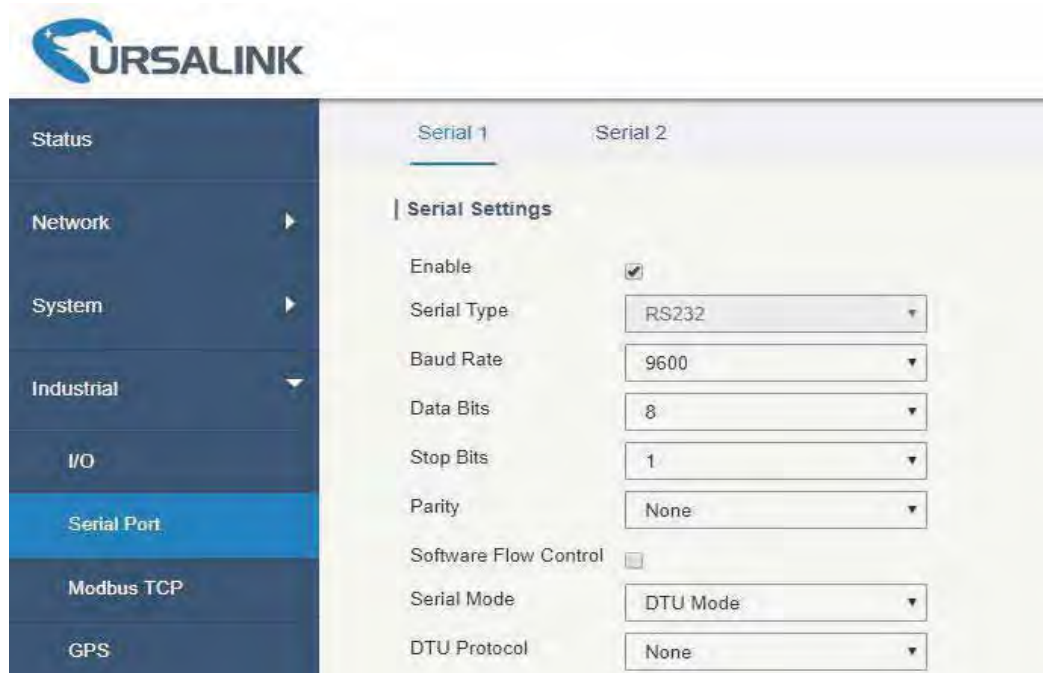 URSALINK
Status
Network
System
Industrial
I/O
Serial Port
Modbus TCP
GPS
Serial 1 Serial 2
Serial Settings
Enable
Serial Type RS232
Baud Rate 9600
Data Bits 8
Stop Bits 1
Parity None
Software Flow Control
Serial Mode DTU Mode
DTU Protocol None